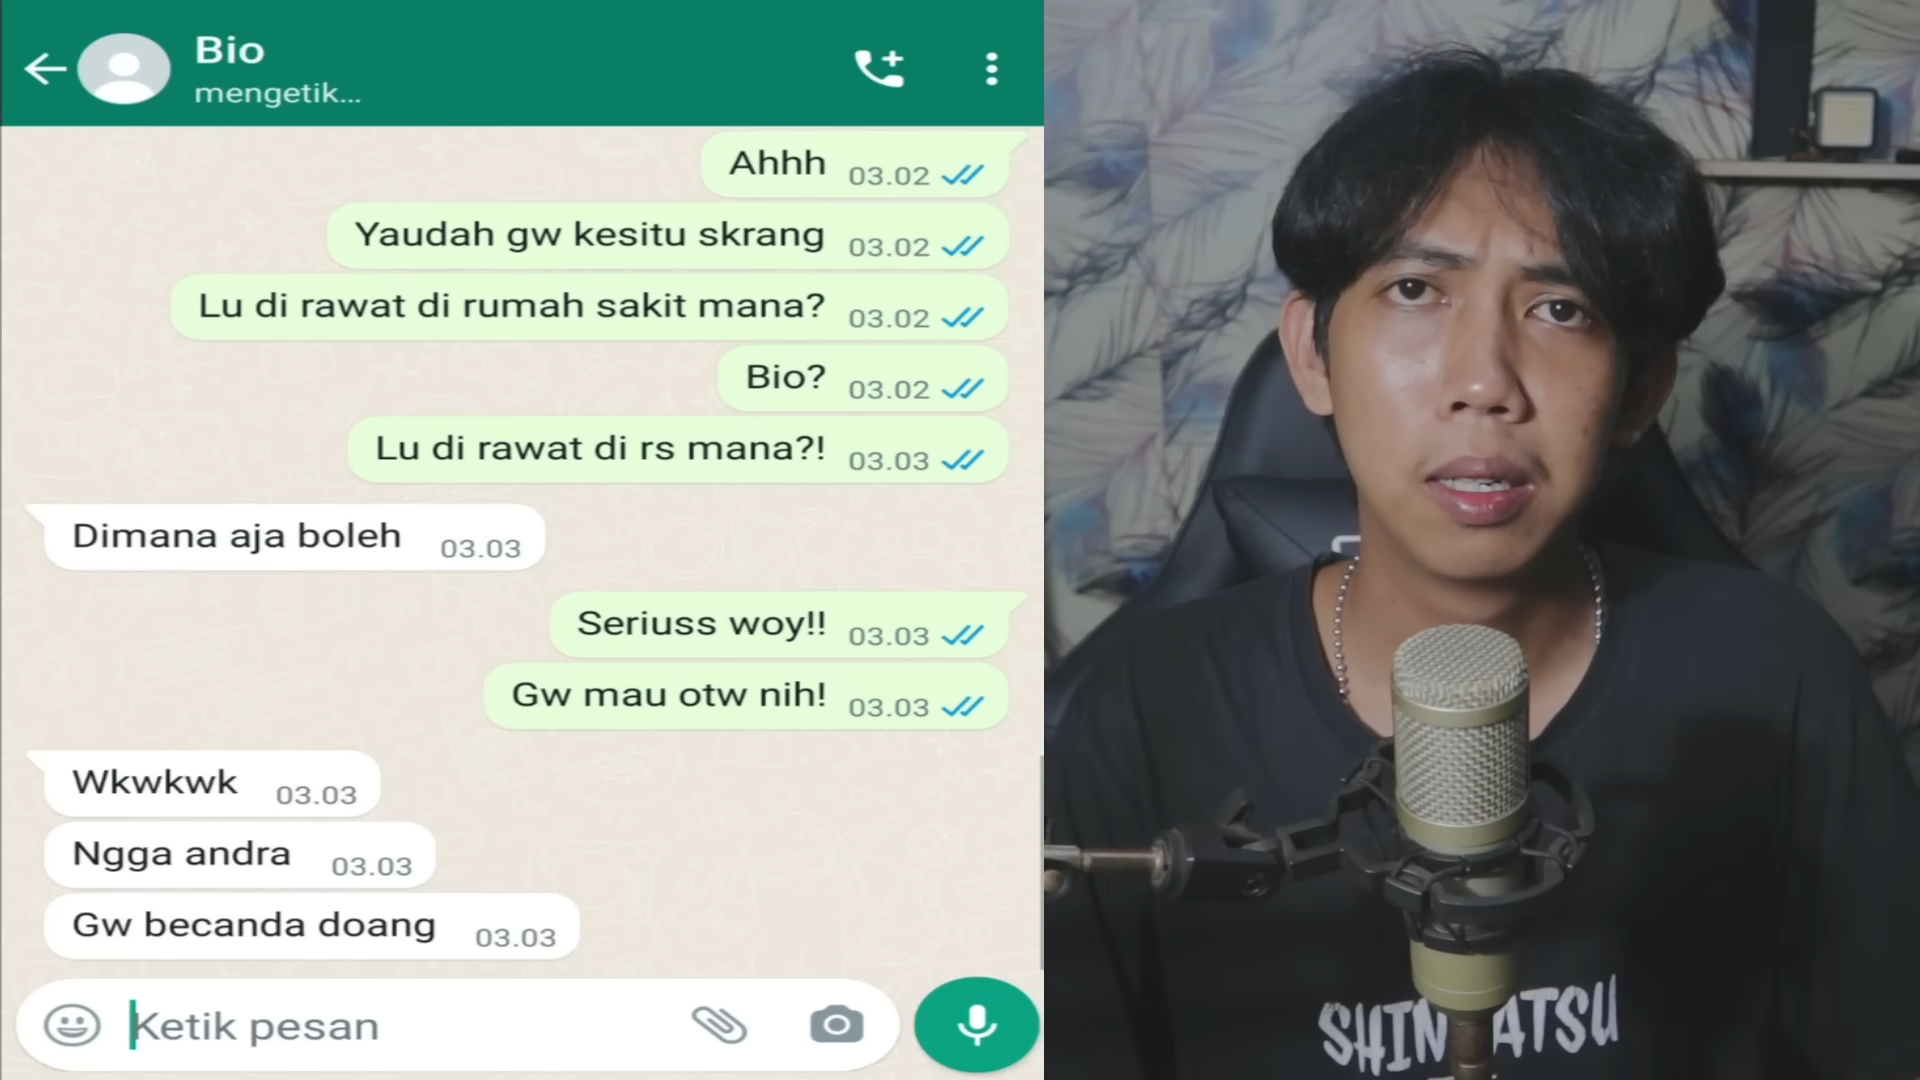 Bio
mengetik...
Ahhh 03.02
Yaudah gw kesitu skrang 03.02
Lu di rawat di rumah sakit mana? 03.02
Bio? 03.02
Lu di rawat di rs mana?! 03.03
Dimana aja boleh 03.03
Seriuss woy!! 03.03
Gw mau otw nih! 03.03
Wkwkwk 03.03
Ngga andra 03.03
Gw becanda doang 03.03
Ketik pesan